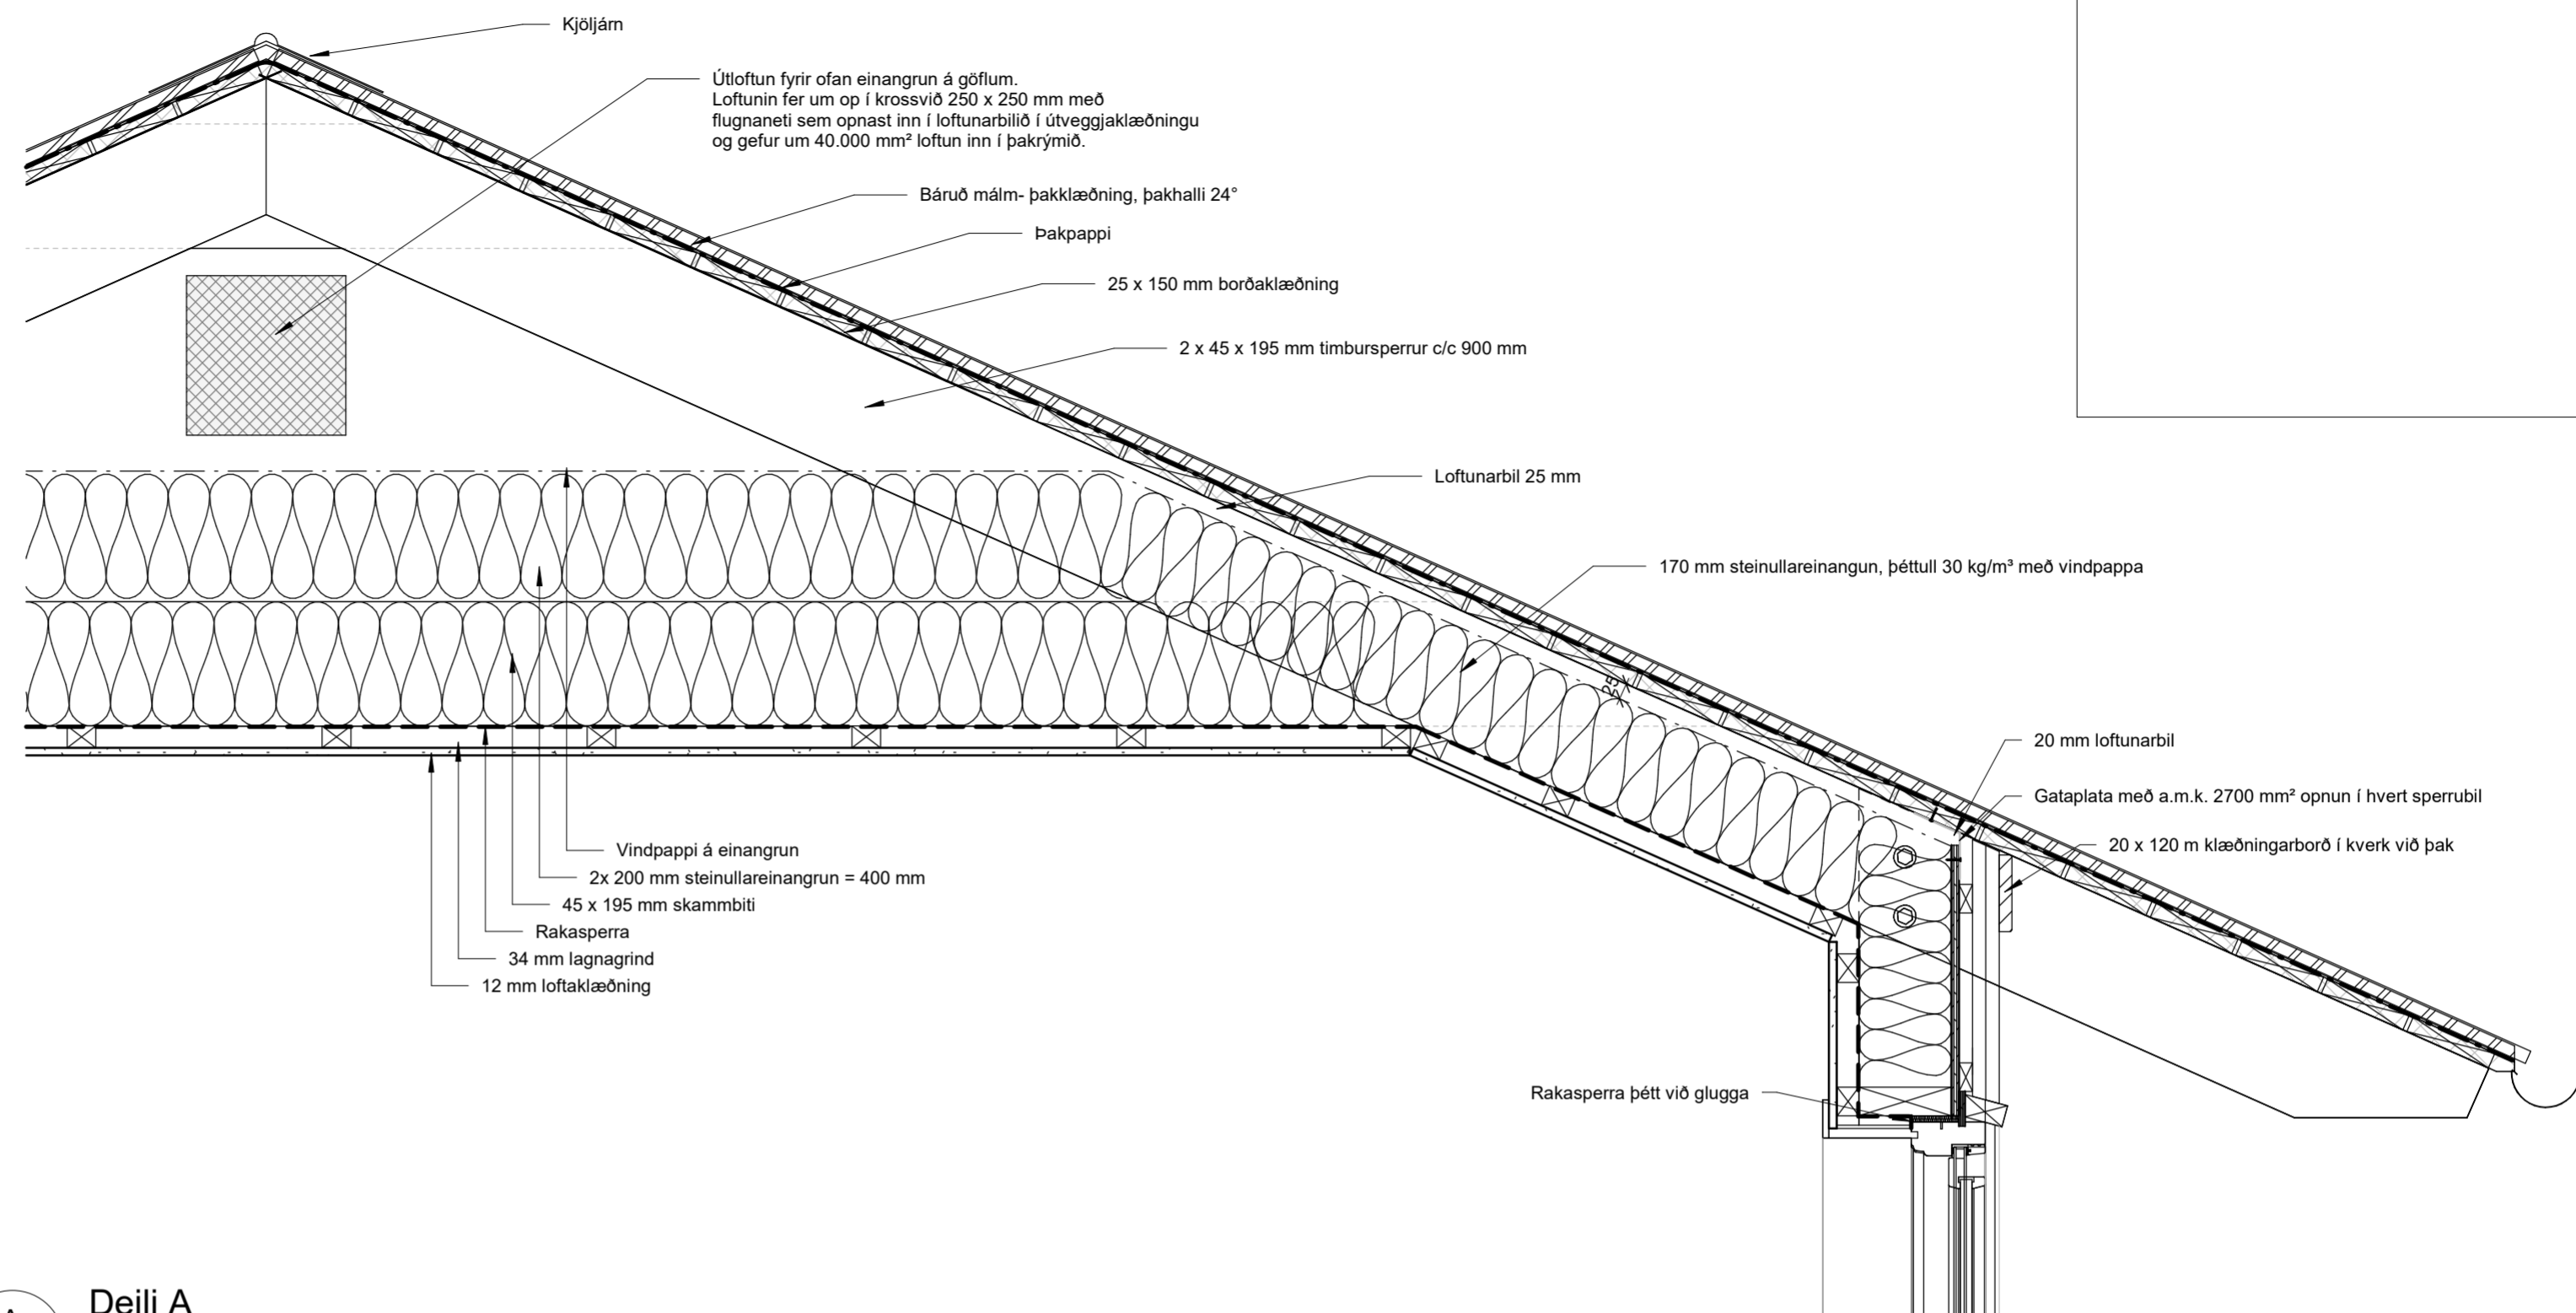 Kjöljárn
Útloftun fyrir ofan einangrun á göflum.
Loftunin fer um op í krossvið 250 x 250 mm með
flugnaneti sem opnast inn í loftunarbilið í útveggjaklæðningu
og gefur um 40.000 mm² loftun inn í þakrýmið.
Báruð málm- þakklæðning, þakhalli 24°
Þakpappi
25 x 150 mm borðaklæðning
2 x 45 x 195 mm timbursperrur c/c 900 mm
Loftunarbil 25 mm
170 mm steinullareinangun, þéttull 30 kg/m³ með vindpappa
25
20 mm loftunarbil
Gataplata með a.m.k. 2700 mm² opnun í hvert sperrubil
20 x 120 m klæðningarborð í kverk við þak
Vindpappi á einangrun
2x 200 mm steinullareinangrun = 400 mm
45 x 195 mm skammbiti
Rakasperra
34 mm lagnagrind
12 mm loftaklæðning
Rakasperra þétt við glugga
Deili A